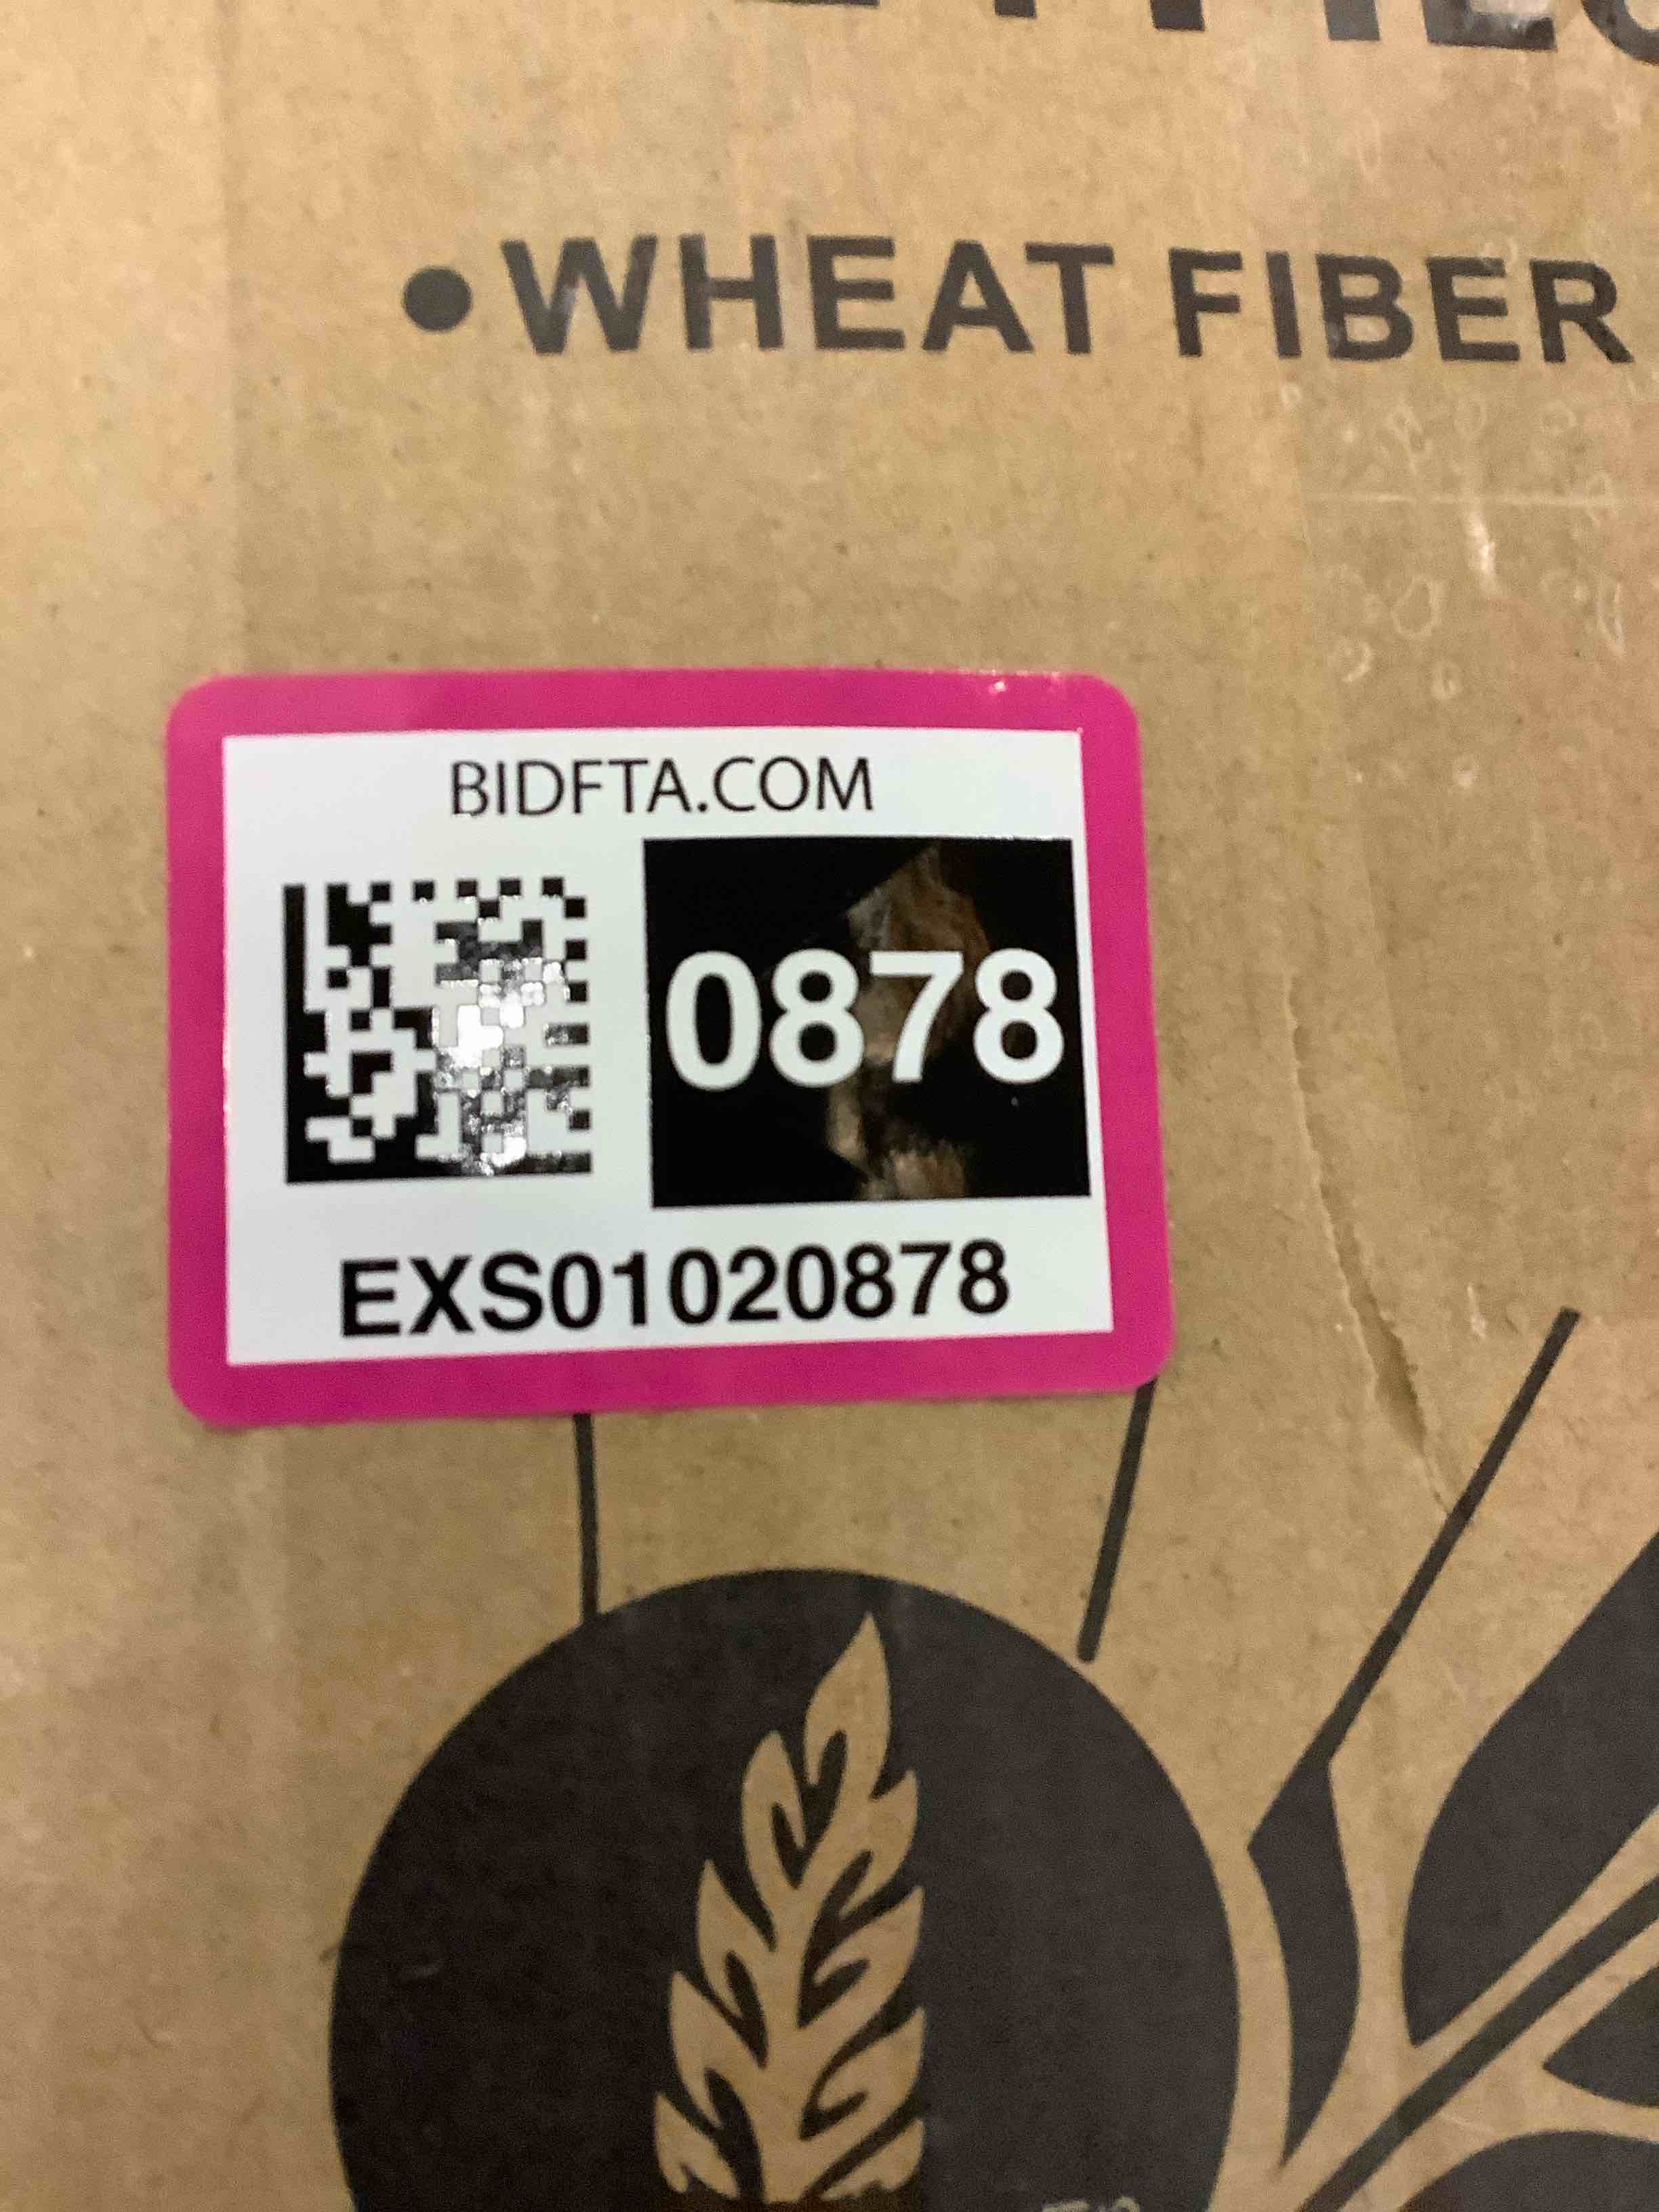 • WHEAT FIBER
BIDFTA.COM
0878
EXS01020878